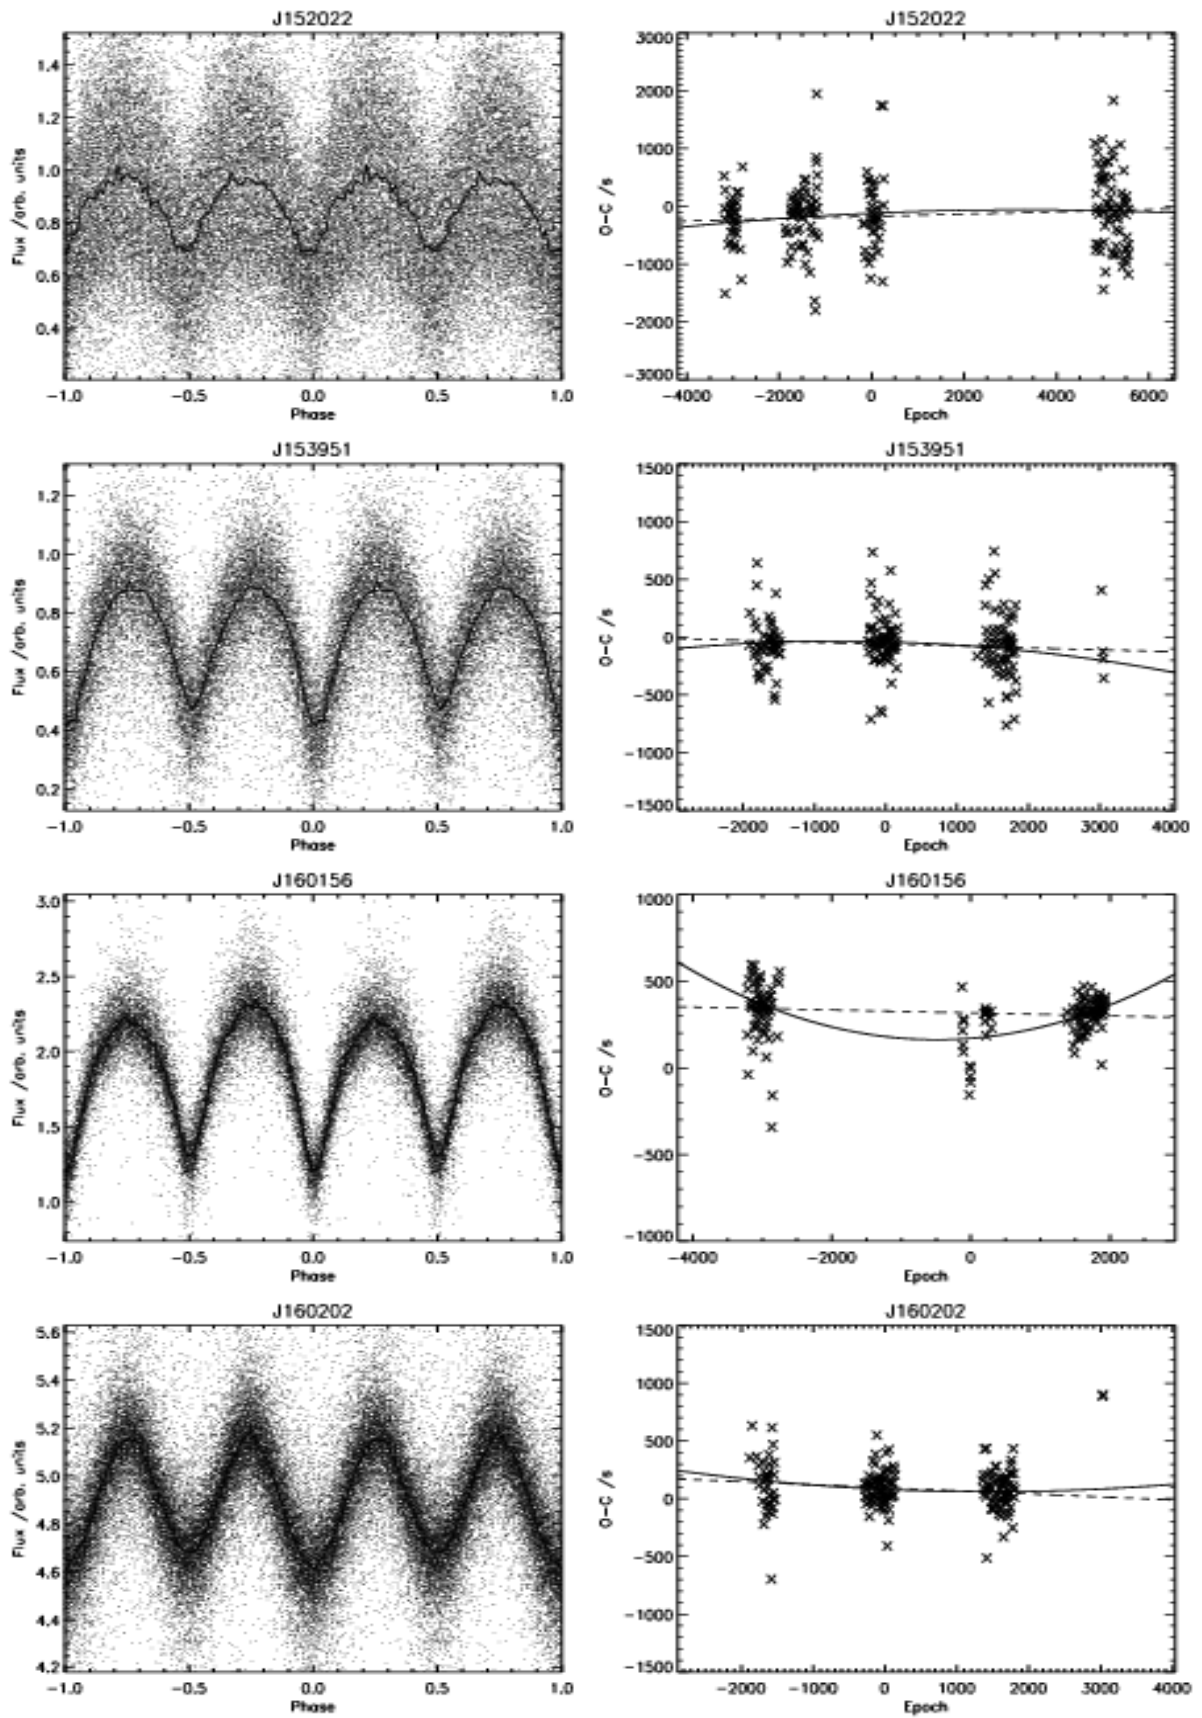 J152022
J152022
1.4
1.2
1.0
0.8
0.6
0.4
Flux /arb. units
−1.0 −0.5 0.0 0.5 1.0
Phase
3000
2000
1000
0
−1000
−2000
−3000
O−C /s
−4000 −2000 0 2000 4000 6000
Epoch
J153951
J153951
1.2
1.0
0.8
0.6
0.4
0.2
Flux /arb. units
−1.0 −0.5 0.0 0.5 1.0
Phase
1500
1000
500
0
−500
−1000
−1500
O−C /s
−2000 −1000 0 1000 2000 3000 4000
Epoch
J160156
J160156
3.0
2.5
2.0
1.5
1.0
Flux /arb. units
−1.0 −0.5 0.0 0.5 1.0
Phase
1000
500
0
−500
−1000
O−C /s
−4000 −2000 0 2000
Epoch
J160202
J160202
5.6
5.4
5.2
5.0
4.8
4.6
4.4
4.2
Flux /arb. units
−1.0 −0.5 0.0 0.5 1.0
Phase
1500
1000
500
0
−500
−1000
−1500
O−C /s
−2000 −1000 0 1000 2000 3000 4000
Epoch